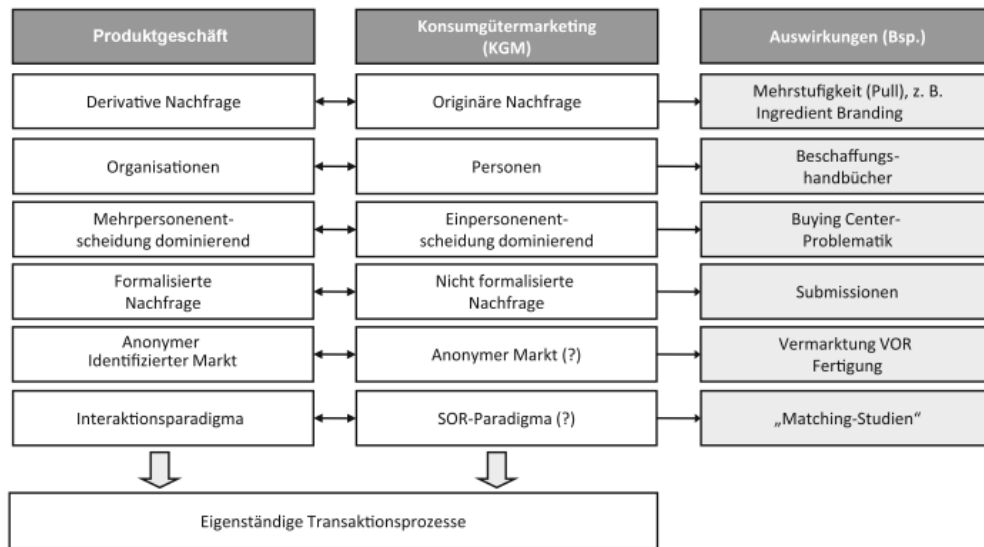 Produktgeschäft
Konsumgütermarketing
(KGM)
Auswirkungen (Bsp.)
Derivative Nachfrage
Originäre Nachfrage
Mehrstufigkeit (Pull), z. B.
Ingredient Branding
Organisationen
Personen
Beschaffungs-
handbücher
Mehrpersonenent-
scheidung dominierend
Einpersonenent-
scheidung dominierend
Buying Center-
Problematik
Formalisierte
Nachfrage
Nicht formalisierte
Nachfrage
Submissionen
Anonymer
Identifizierter Markt
Anonymer Markt (?)
Vermarktung VOR
Fertigung
Interaktionsparadigma
SOR-Paradigma (?)
„Matching-Studien“
Eigenständige Transaktionsprozesse